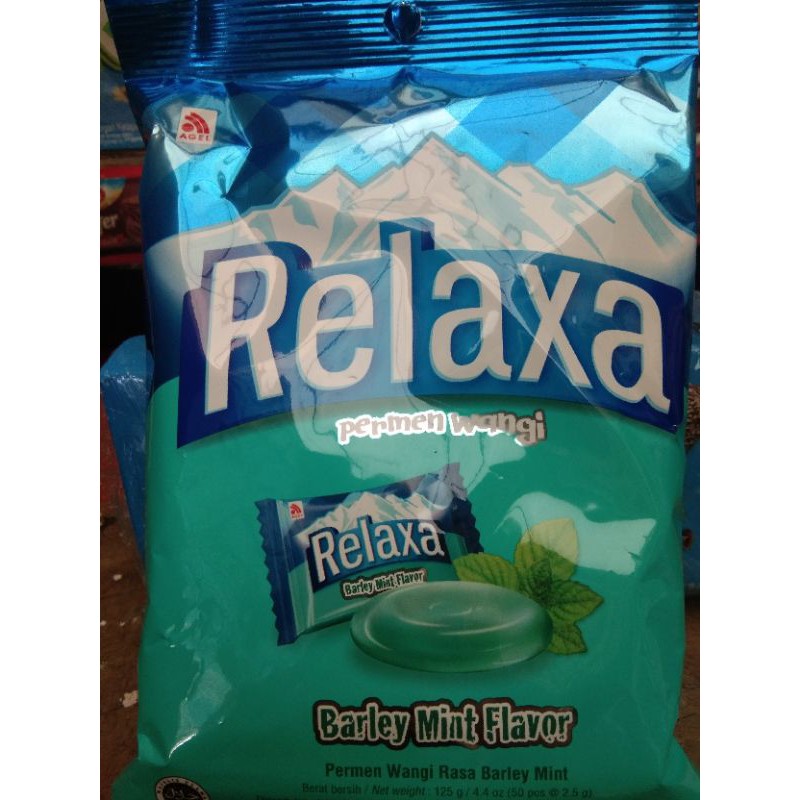 AGEL
Relaxa
permen wangi
Relaxa
Barley Mint Flavor
Barley Mint Flavor
Permen Wangi Rasa Barley Mint
Berat bersih / Net weight : 125 g / 4.4 oz (50 pcs @ 2.5 g)